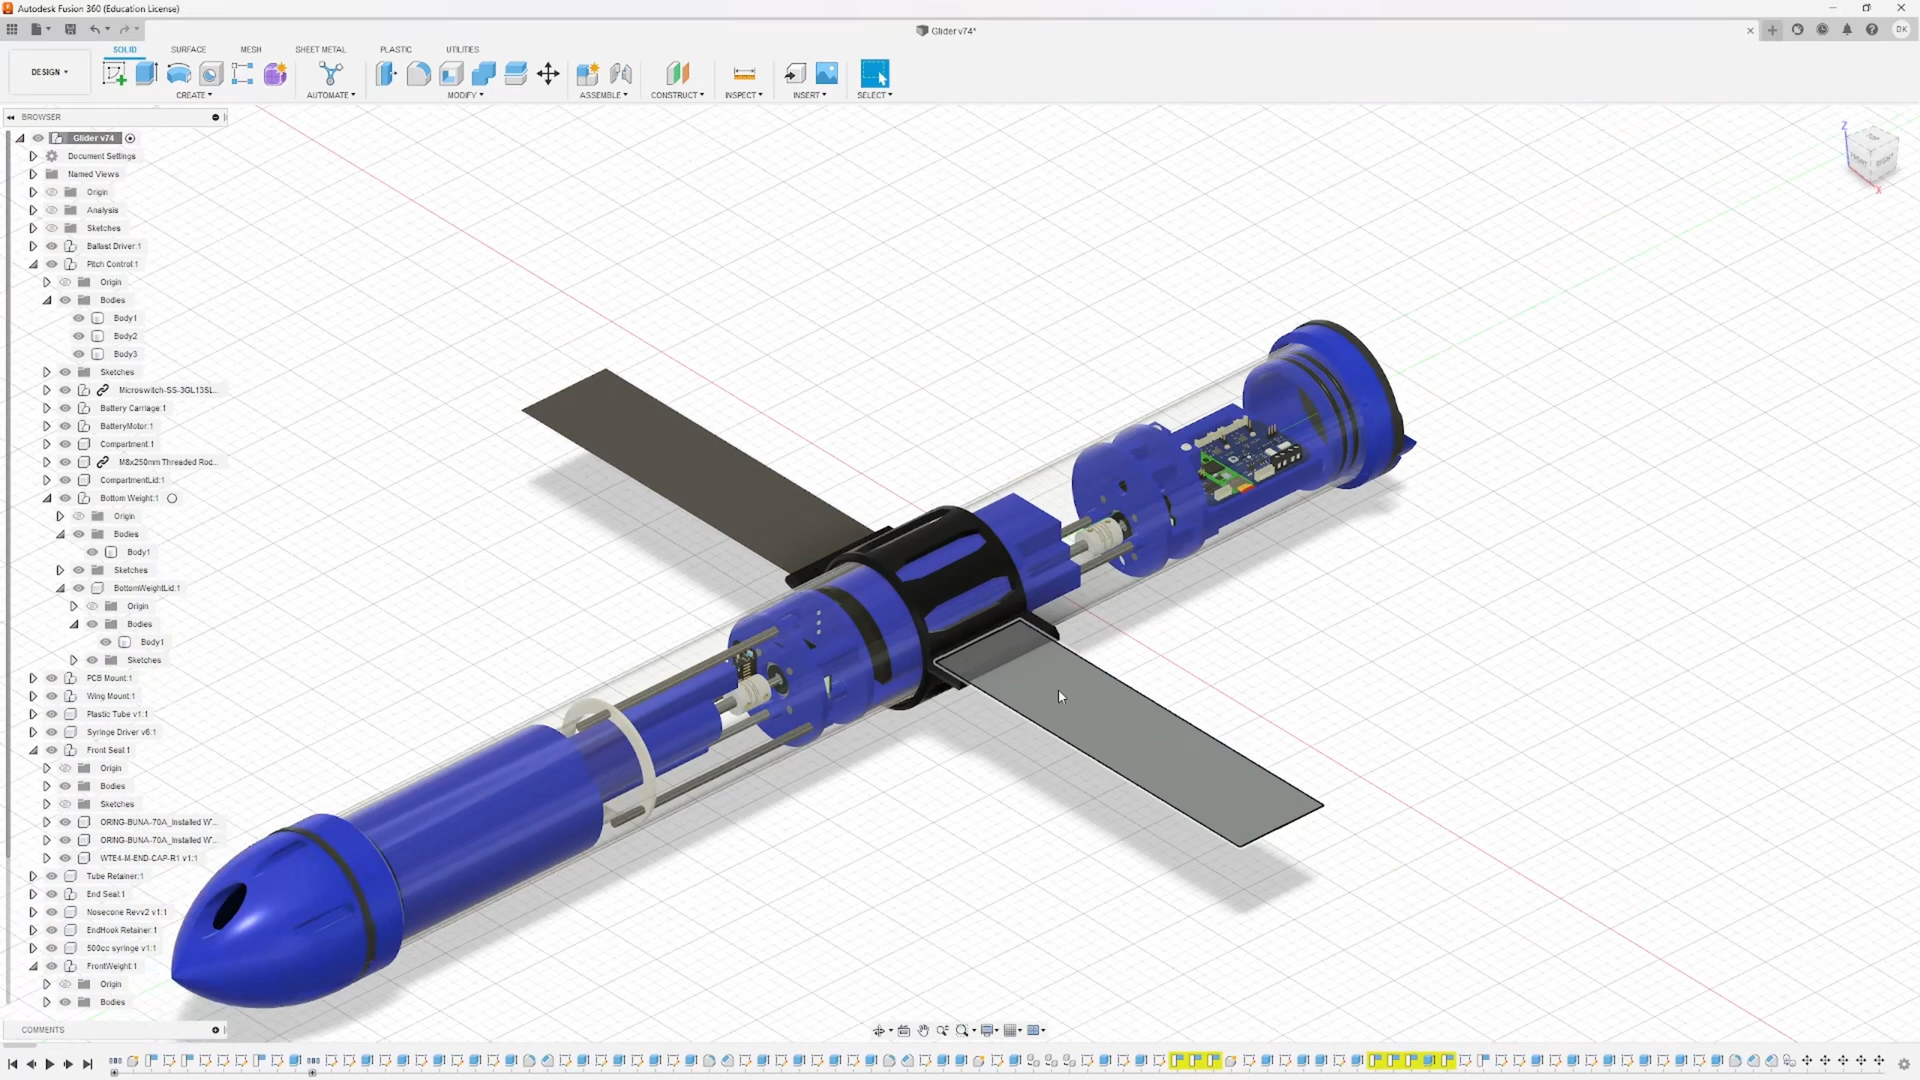 Autodesk Fusion 360 (Education License)
Glider v74*
DK
SOLID SURFACE MESH SHEET METAL PLASTIC UTILITIES
DESIGN
CREATE AUTOMATE MODIFY ASSEMBLE CONSTRUCT INSPECT INSERT SELECT
BROWSER
Glider v74
Document Settings
Named Views
Origin
Analysis
Sketches
Ballast Driver:1
Pitch Control:1
Origin
Bodies
Body1
Body2
Body3
Sketches
Microswitch-SS-3GL13SL...
Battery Carriage:1
BatteryMotor:1
Compartment:1
M8x250mm Threaded Rod...
CompartmentLid:1
Bottom Weight:1
Origin
Bodies
Body1
Sketches
BottomWeightLid:1
Origin
Bodies
Body1
Sketches
PCB Mount:1
Wing Mount:1
Plastic Tube v1:1
Syringe Driver v6:1
Front Seal:1
Origin
Bodies
Sketches
ORING-BUNA-70A_Installed W...
ORING-BUNA-70A_Installed W...
WTE4-M-END-CAP-R1 v1:1
Tube Retainer:1
End Seal:1
Nosecone Revv2 v1:1
EndHook Retainer:1
500cc syringe v1:1
FrontWeight:1
Origin
Bodies
COMMENTS
Z
TOP
FRONT
RIGHT
X